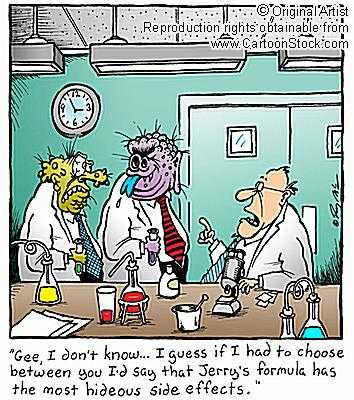 © Original Artist
Reproduction rights obtainable from
www.CartoonStock.com
"Gee, I don't know... I guess if I had to choose
between you I'd say that Jerry's formula has
the most hideous side effects."